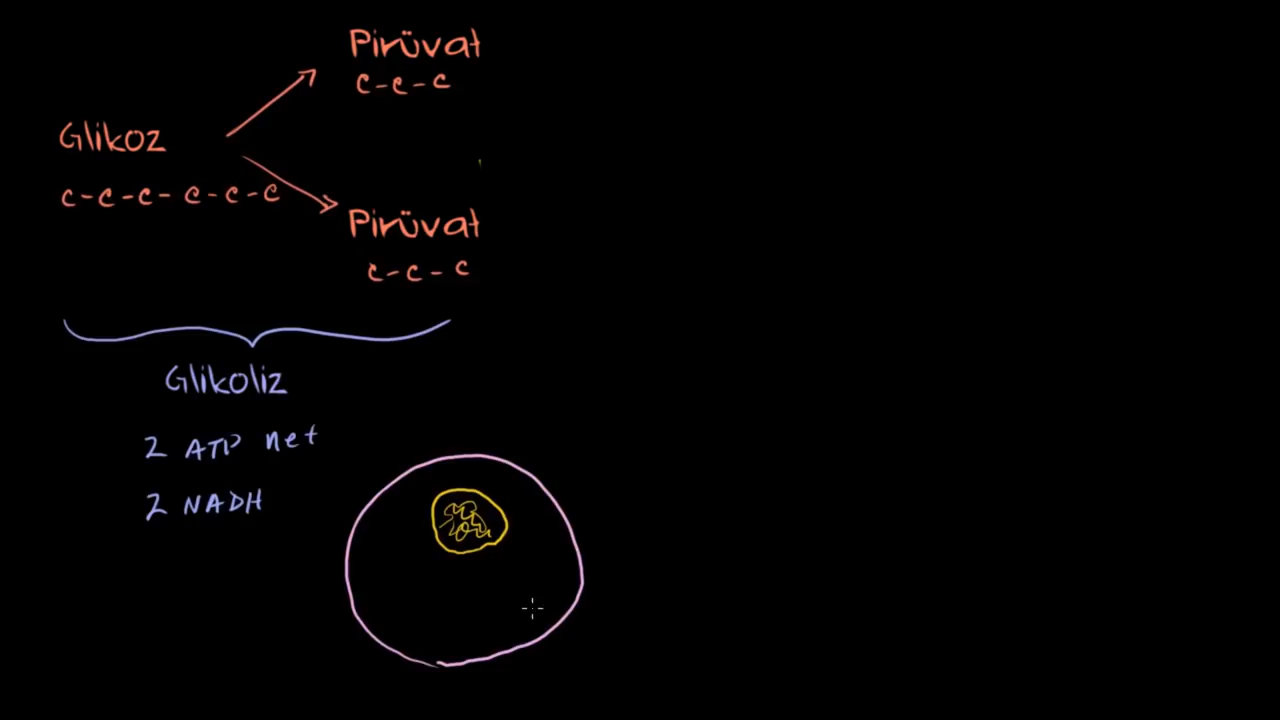 Pirüvat
C-C-C
Glikoz
C-C-C-C-C-C
Pirüvat
C-C-C
Glikoliz
2 ATP net
2 NADH